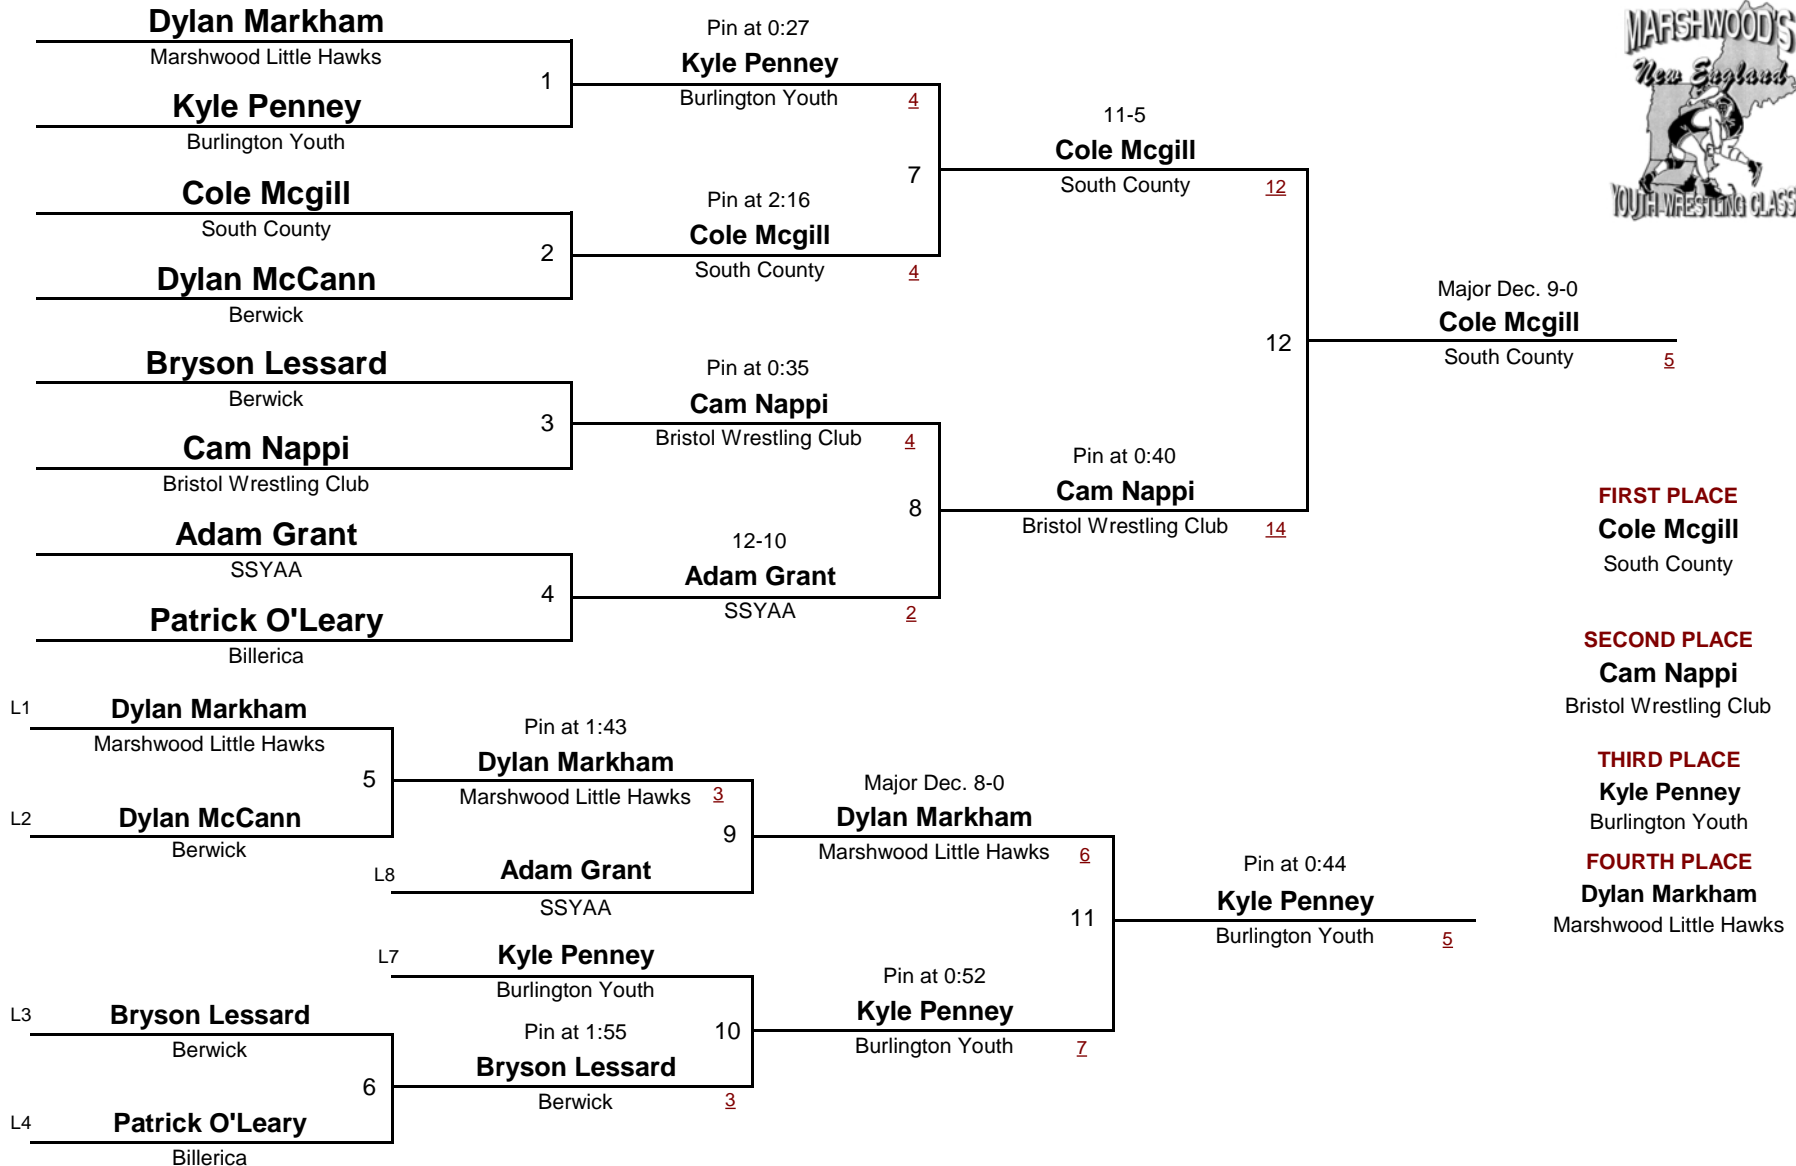 Dylan Markham
Marshwood Little Hawks
1
Kyle Penney
Burlington Youth
Cole Mcgill
South County
2
Dylan McCann
Berwick
Bryson Lessard
Berwick
3
Cam Nappi
Bristol Wrestling Club
Adam Grant
SSYAA
4
Patrick O'Leary
Billerica
Pin at 0:27
Kyle Penney
Burlington Youth 4
7
Pin at 2:16
Cole Mcgill
South County 4
Pin at 0:35
Cam Nappi
Bristol Wrestling Club 4
8
12-10
Adam Grant
SSYAA 2
11-5
Cole Mcgill
South County 12
12
Pin at 0:40
Cam Nappi
Bristol Wrestling Club 14
Major Dec. 9-0
Cole Mcgill
South County 5
MARSHWOOD'S
New England
YOUTH WRESTLING CLASS
FIRST PLACE
Cole Mcgill
South County
SECOND PLACE
Cam Nappi
Bristol Wrestling Club
THIRD PLACE
Kyle Penney
Burlington Youth
FOURTH PLACE
Dylan Markham
Marshwood Little Hawks
L1 Dylan Markham
Marshwood Little Hawks
5
L2 Dylan McCann
Berwick
Pin at 1:43
Dylan Markham
Marshwood Little Hawks 3
9
L8 Adam Grant
SSYAA
L7 Kyle Penney
Burlington Youth
10
L3 Bryson Lessard
Berwick
6
L4 Patrick O'Leary
Billerica
Pin at 1:55
Bryson Lessard
Berwick 3
Major Dec. 8-0
Dylan Markham
Marshwood Little Hawks 6
11
Pin at 0:52
Kyle Penney
Burlington Youth 7
Pin at 0:44
Kyle Penney
Burlington Youth 5